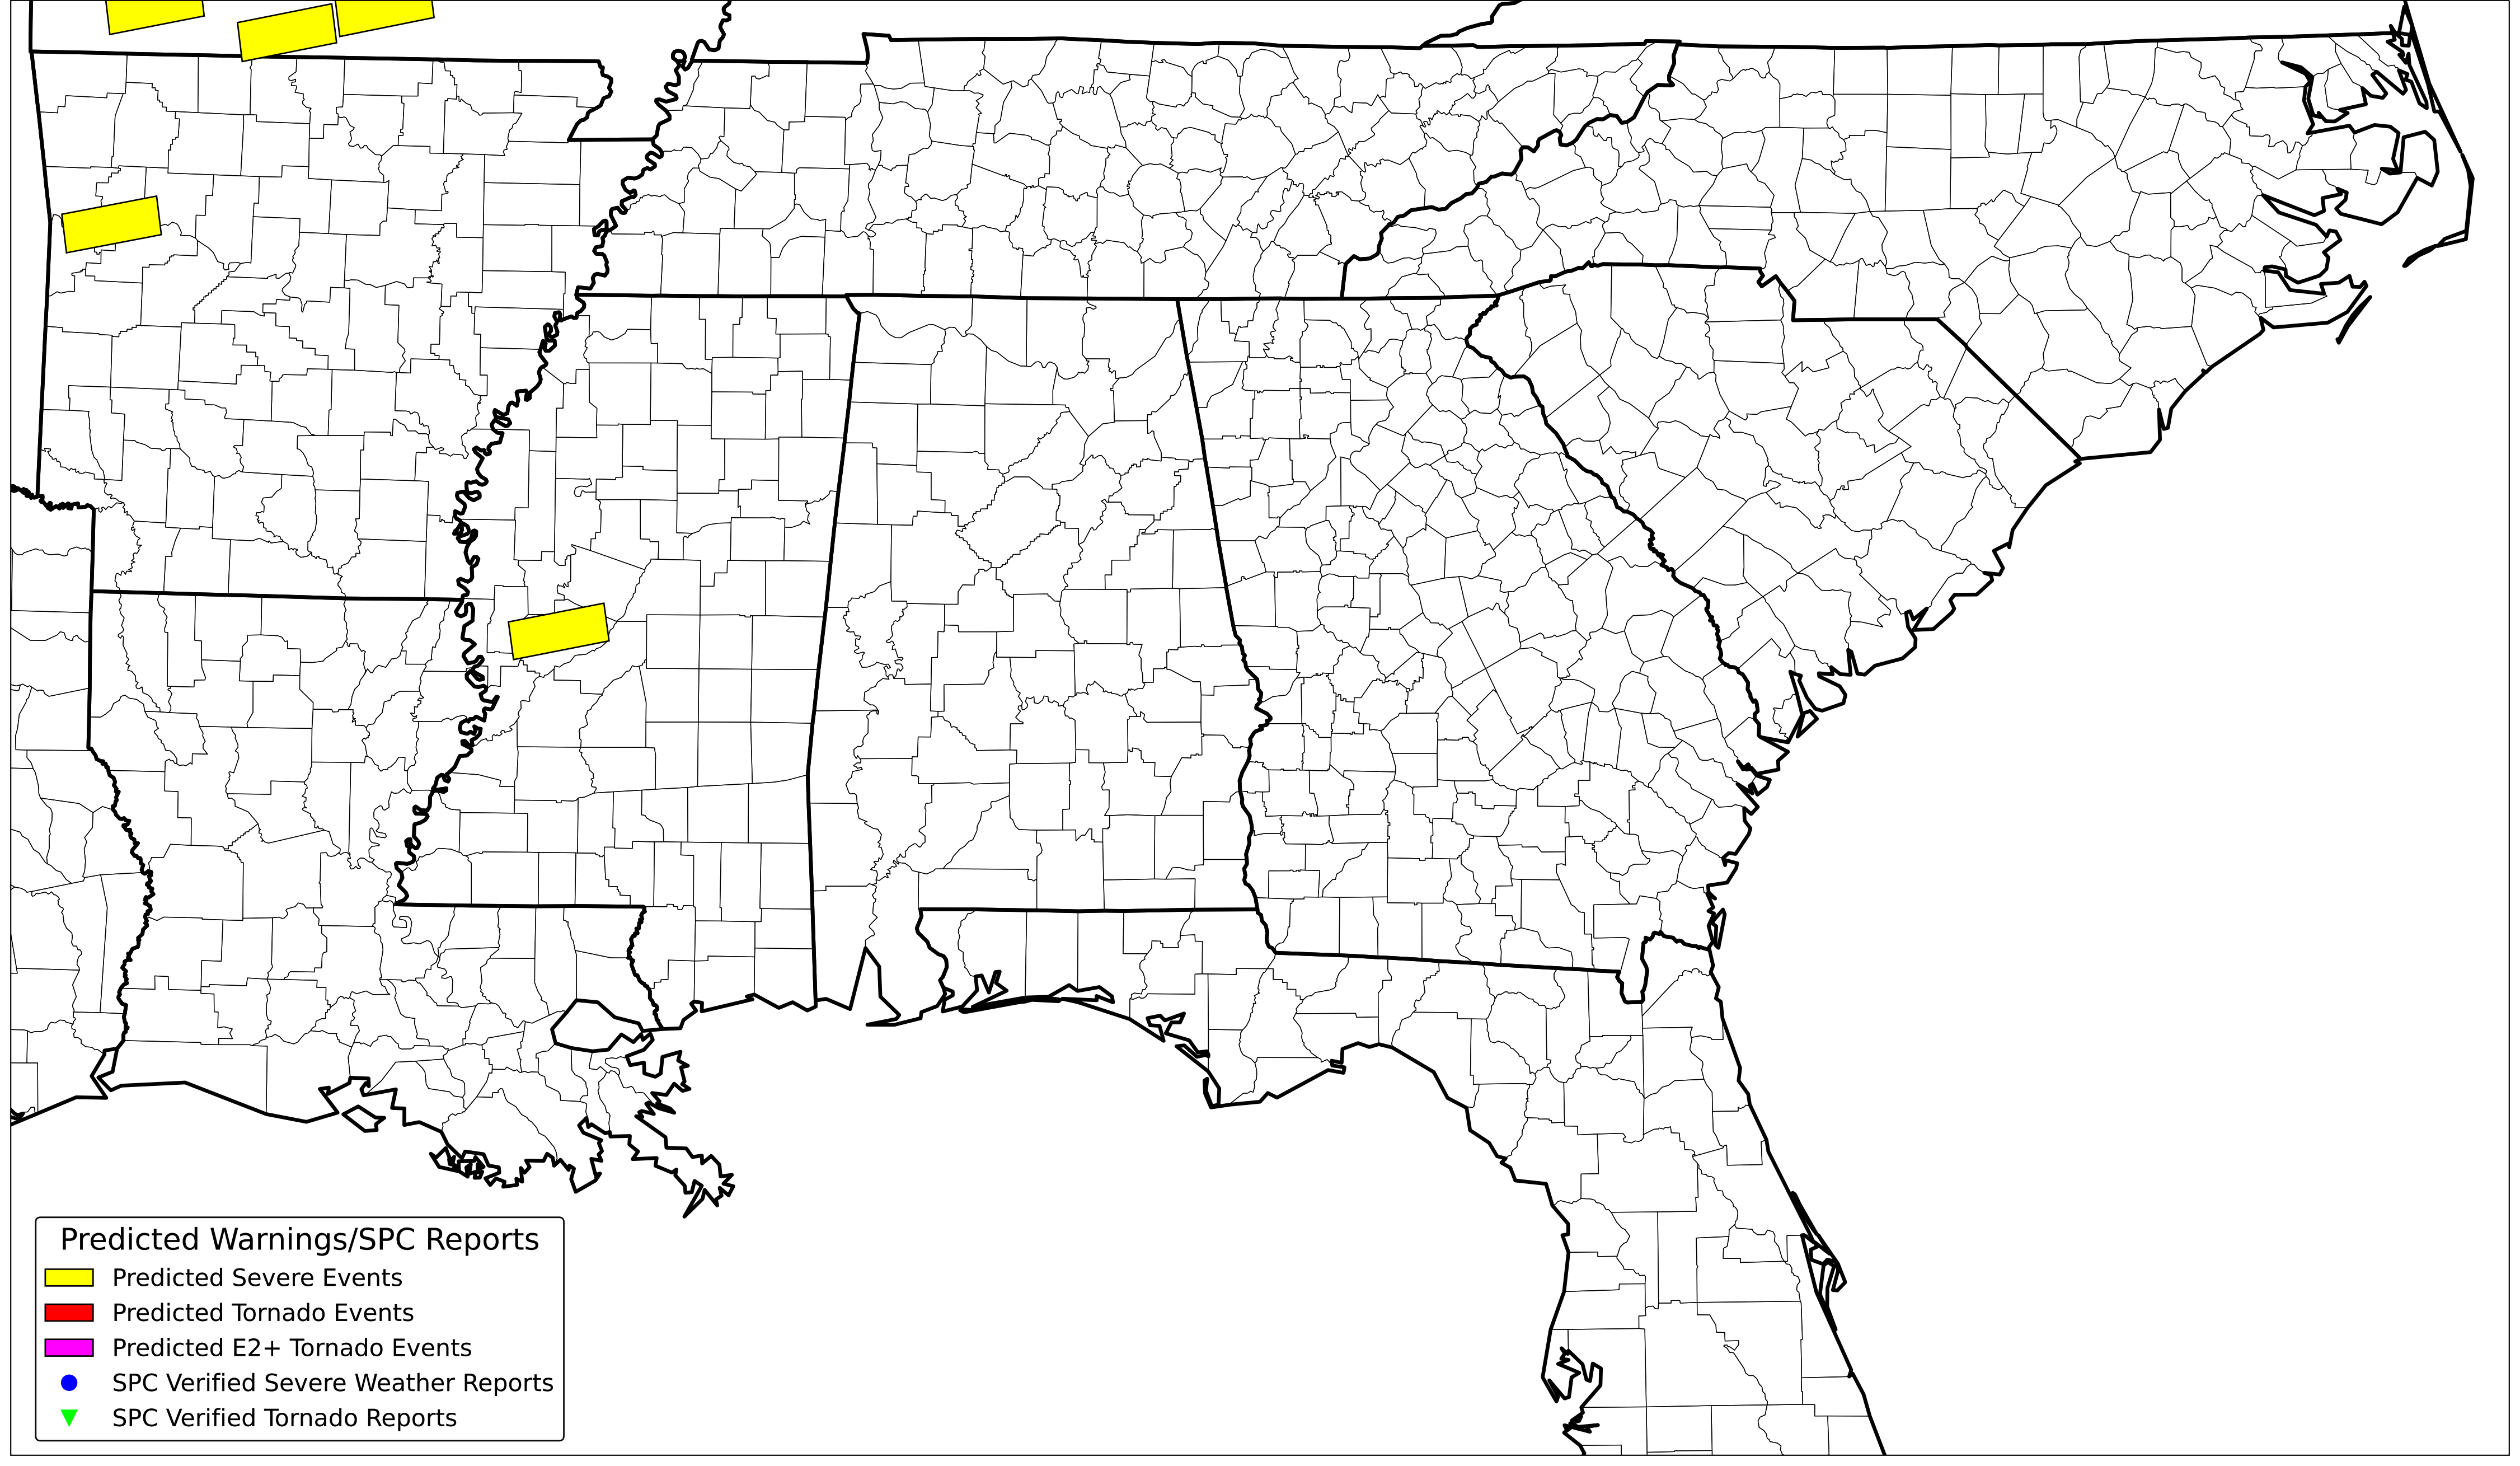 Predicted Warnings/SPC Reports
Predicted Severe Events
Predicted Tornado Events
Predicted E2+ Tornado Events
SPC Verified Severe Weather Reports
SPC Verified Tornado Reports